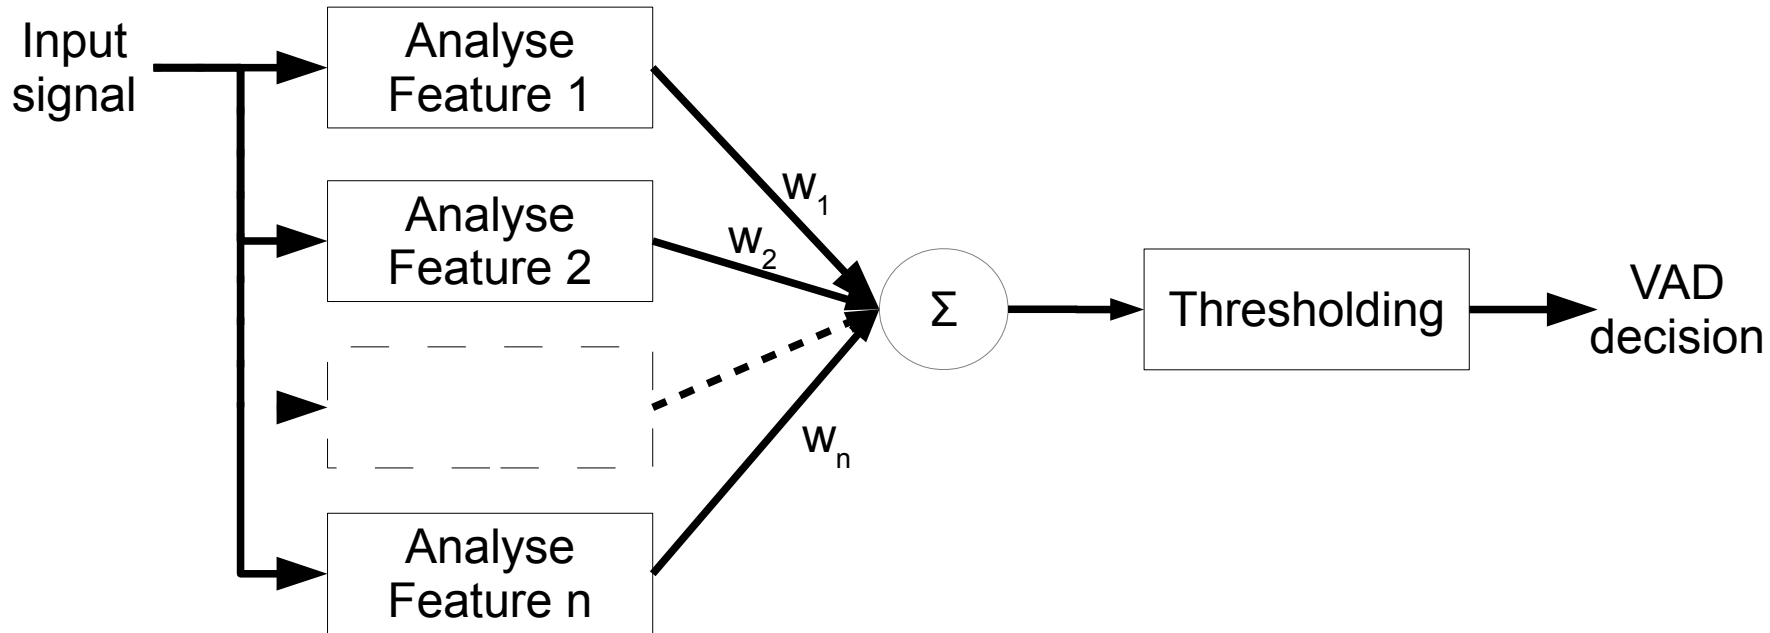 Input
signal
Analyse
Feature 1
Analyse
Feature 2
Analyse
Feature n
w1
w2
wn
Σ
Thresholding
VAD
decision